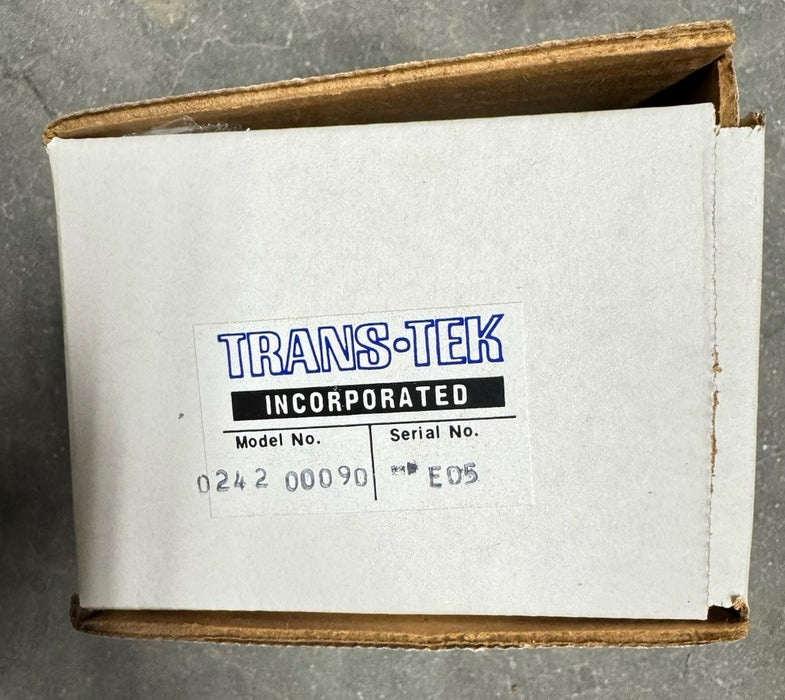 TRANS•TEK
INCORPORATED
Model No.
Serial No.
0242 00090
E05